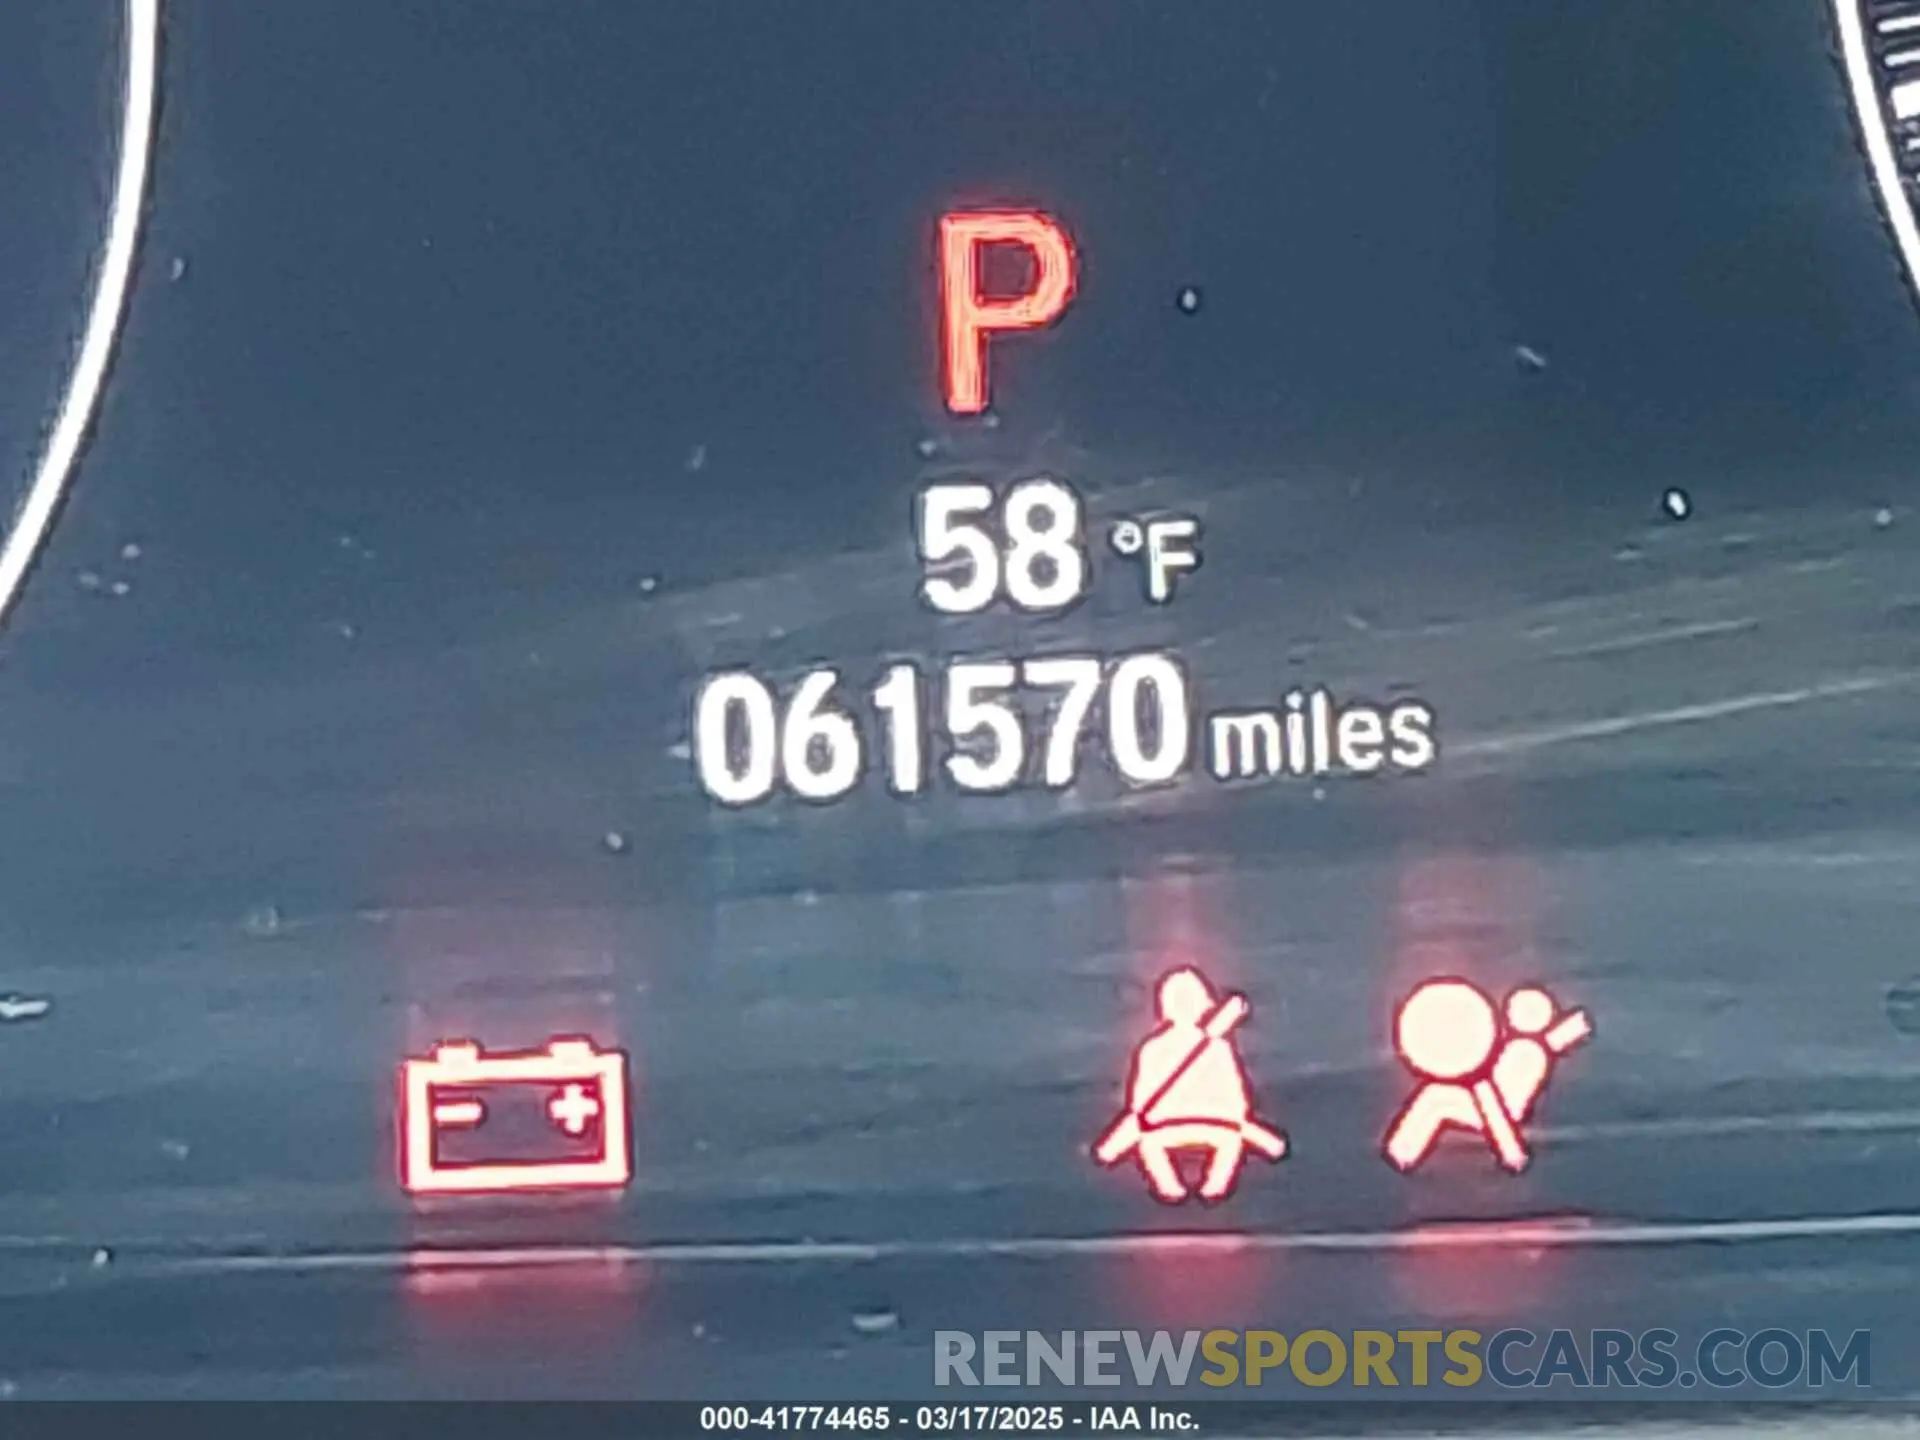 P
58 °F
061570 miles
RENEWSPORTSCARS.COM
000-41774465 - 03/17/2025 - IAA Inc.